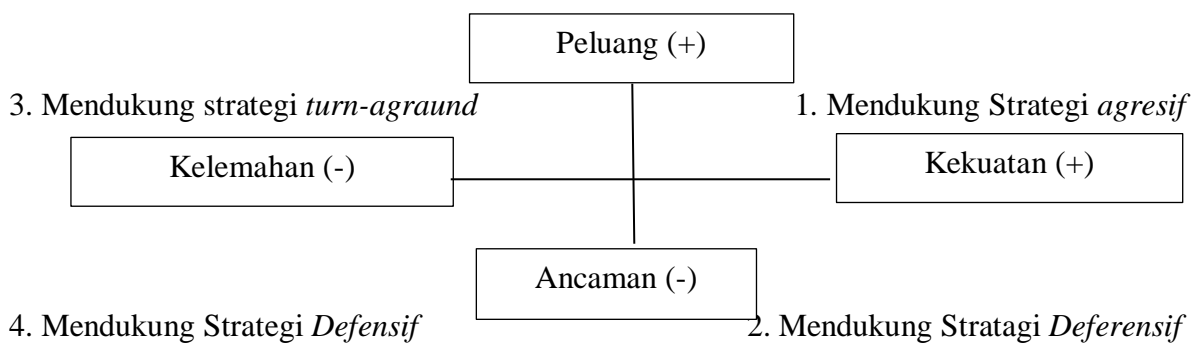 Peluang (+)
3. Mendukung strategi turn-agraund
1. Mendukung Strategi agresif
Kelemahan (-)
Kekuatan (+)
Ancaman (-)
4. Mendukung Strategi Defensif
2. Mendukung Stratagi Deferensif